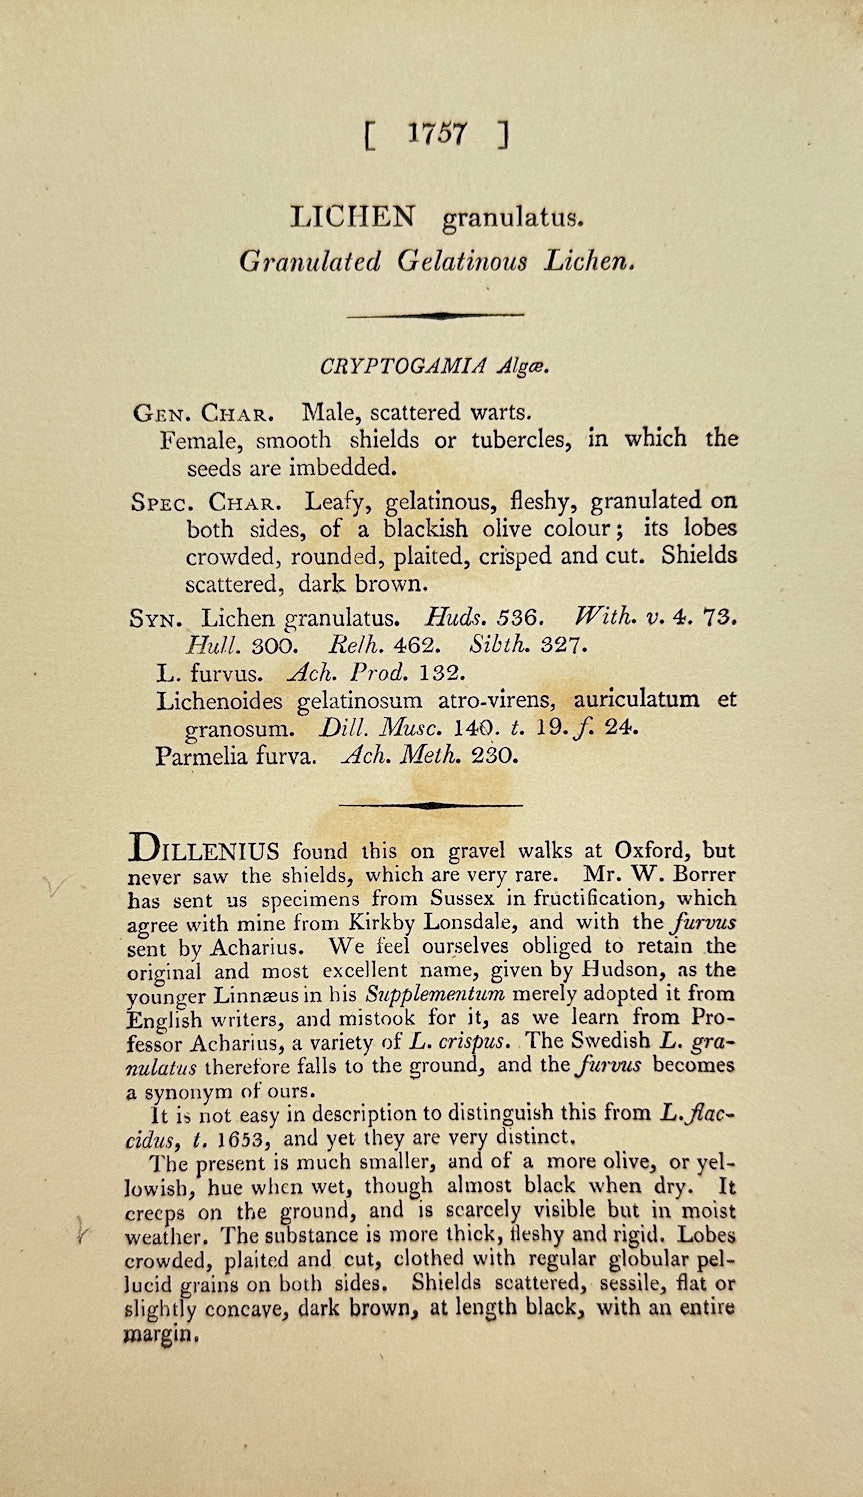 [ 1757 ]
LICHEN granulatus.
Granulated Gelatinous Lichen.
CRYPTOGAMIA Algæ.
GEN. CHAR. Male, scattered warts.
Female, smooth shields or tubercles, in which the
seeds are imbedded.
SPEC. CHAR. Leafy, gelatinous, fleshy, granulated on
both sides, of a blackish olive colour; its lobes
crowded, rounded, plaited, crisped and cut. Shields
scattered, dark brown.
SYN. Lichen granulatus. Huds. 536. With. v. 4. 73.
Hull. 300. Relh. 462. Sibth. 327.
L. furvus. Ach. Prod. 132.
Lichenoides gelatinosum atro-virens, auriculatum et
granosum. Dill. Musc. 140. t. 19. f. 24.
Parmelia furva. Ach. Meth. 230.
DILLENIUS found this on gravel walks at Oxford, but
never saw the shields, which are very rare. Mr. W. Borrer
has sent us specimens from Sussex in fructification, which
agree with mine from Kirkby Lonsdale, and with the furvus
sent by Acharius. We feel ourselves obliged to retain the
original and most excellent name, given by Hudson, as the
younger Linnæus in his Supplementum merely adopted it from
English writers, and mistook for it, as we learn from Pro-
fessor Acharius, a variety of L. crispus. The Swedish L. gra-
nulatus therefore falls to the ground, and the furvus becomes
a synonym of ours.
It is not easy in description to distinguish this from L. flac-
cidus, t. 1653, and yet they are very distinct.
The present is much smaller, and of a more olive, or yel-
lowish, hue when wet, though almost black when dry. It
creeps on the ground, and is scarcely visible but in moist
weather. The substance is more thick, fleshy and rigid. Lobes
crowded, plaited and cut, clothed with regular globular pel-
lucid grains on both sides. Shields scattered, sessile, flat or
slightly concave, dark brown, at length black, with an entire
margin.